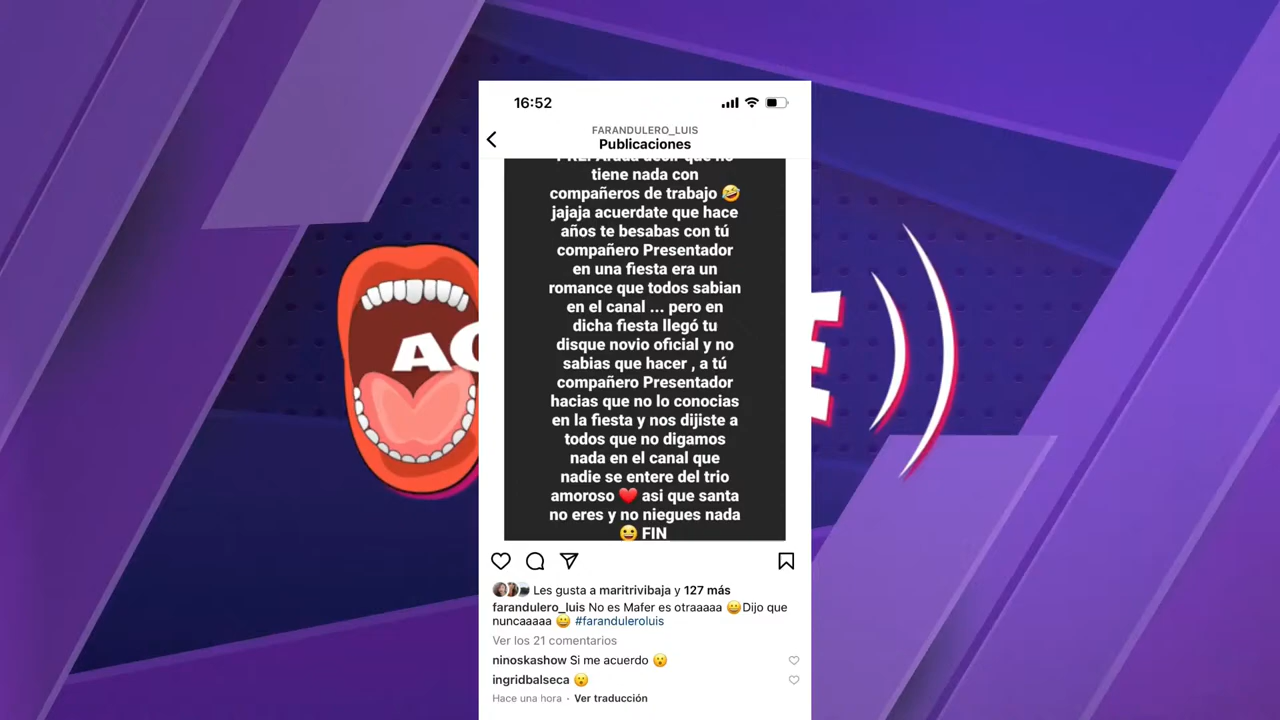 16:52
FARANDULERO_LUIS
Publicaciones
decir que no
tiene nada con
compañeros de trabajo 🤣
jajaja acuerdate que hace
años te besabas con tú
compañero Presentador
en una fiesta era un
romance que todos sabian
en el canal ... pero en
dicha fiesta llegó tu
disque novio oficial y no
sabias que hacer , a tú
compañero Presentador
hacias que no lo conocias
en la fiesta y nos dijiste a
todos que no digamos
nada en el canal que
nadie se entere del trio
amoroso ❤️ asi que santa
no eres y no niegues nada
😀 FIN
AC
E
Les gusta a maritrivibaja y 127 más
farandulero_luis No es Mafer es otraaaaa 😀Dijo que
nuncaaaaa 😀 #faranduleroluis
Ver los 21 comentarios
ninoskashow Si me acuerdo 😮
ingridbalseca 😮
Hace una hora · Ver traducción